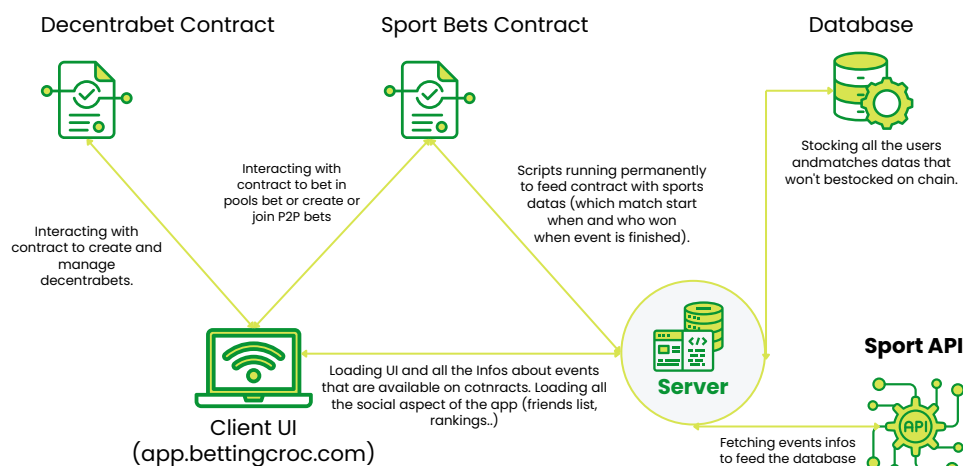 Decentrabet Contract
Sport Bets Contract
Database
Stocking all the users
andmatches datas that
won't bestocked on chain.
Interacting with
contract to bet in
pools bet or create or
join P2P bets
Scripts running permanently
to feed contract with sports
datas (which match start
when and who won
when event is finished).
Interacting with
contract to create and
manage
decentrabets.
Sport API
Loading UI and all the Infos about events
that are available on cotnracts. Loading all
the social aspect of the app (friends list,
rankings..)
Server
</>
API
Client UI
(app.bettingcroc.com)
Fetching events infos
to feed the database